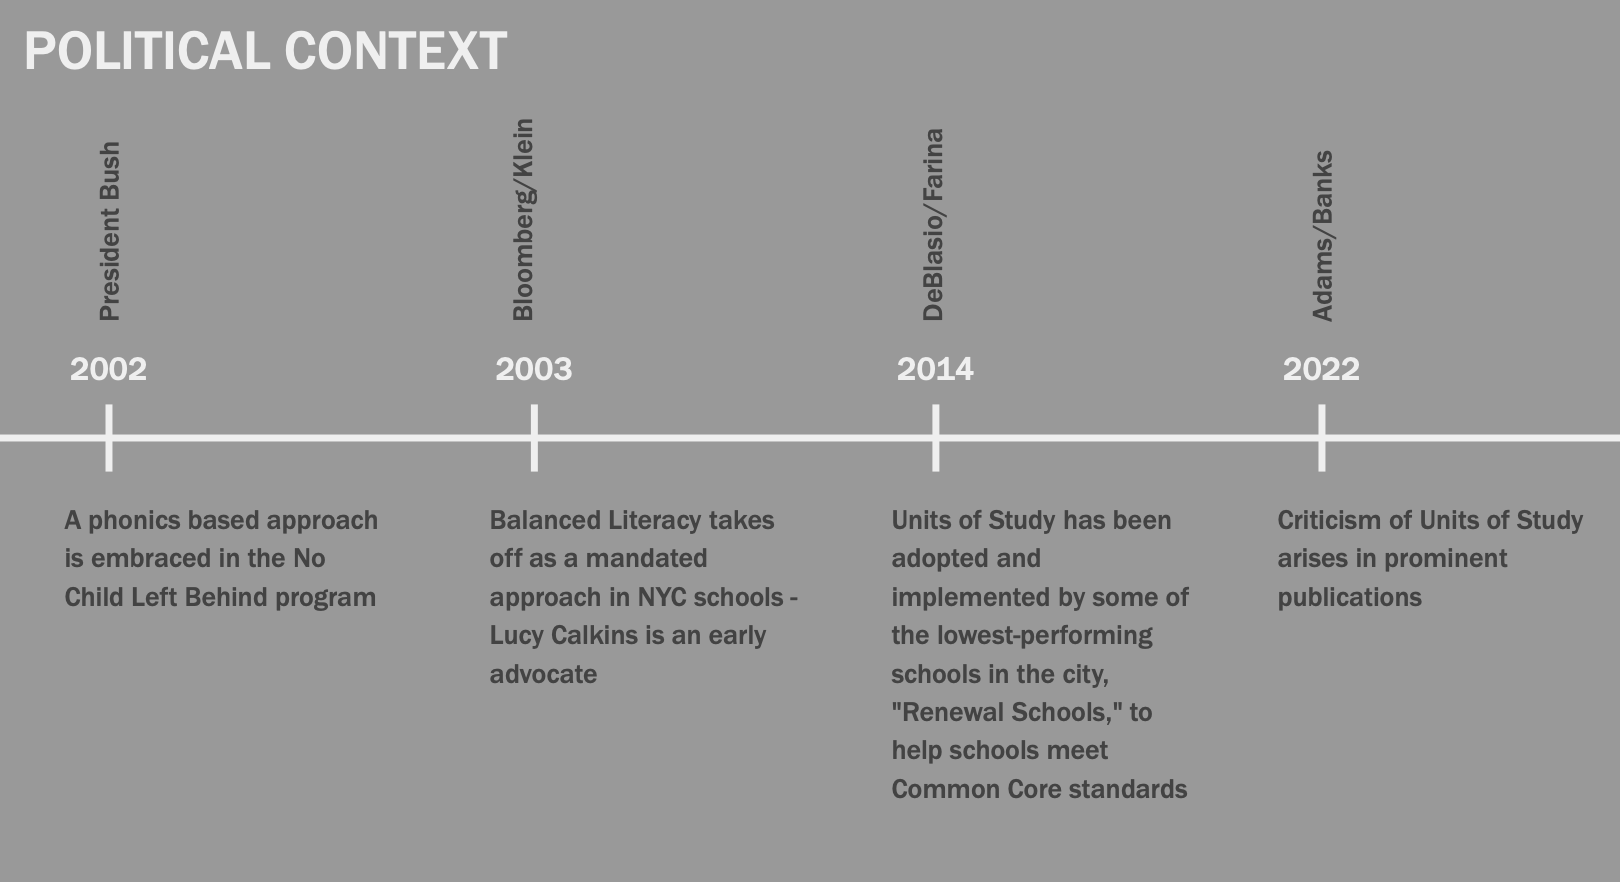 POLITICAL CONTEXT
President Bush
Bloomberg/Klein
DeBlasio/Farina
Adams/Banks
2002
2003
2014
2022
A phonics based approach
is embraced in the No
Child Left Behind program
Balanced Literacy takes
off as a mandated
approach in NYC schools -
Lucy Calkins is an early
advocate
Units of Study has been
adopted and
implemented by some of
the lowest-performing
schools in the city,
"Renewal Schools," to
help schools meet
Common Core standards
Criticism of Units of Study
arises in prominent
publications